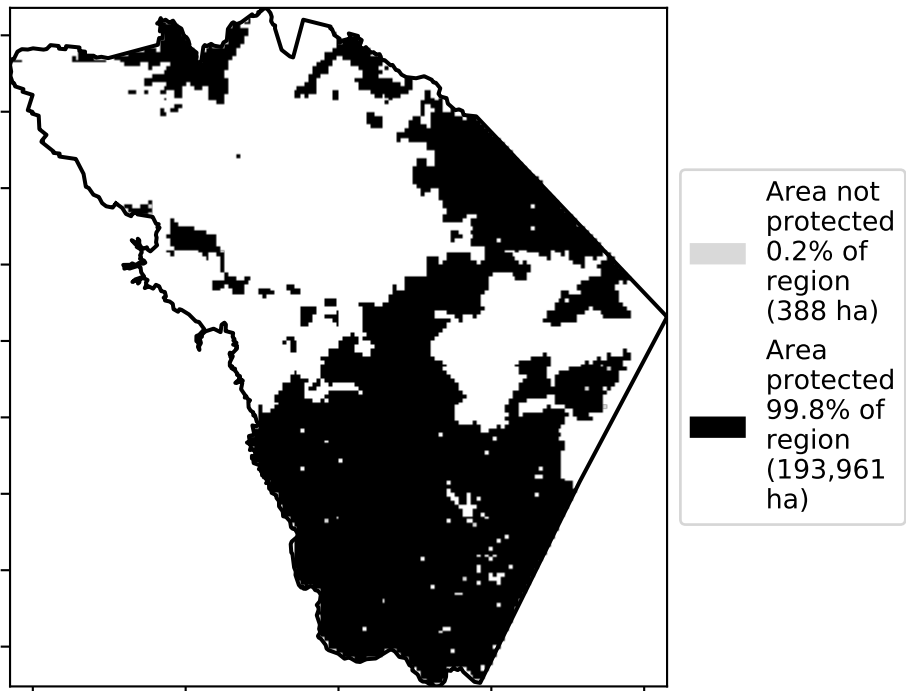 Area not
protected
0.2% of
region
(388 ha)
Area
protected
99.8% of
region
(193,961
ha)